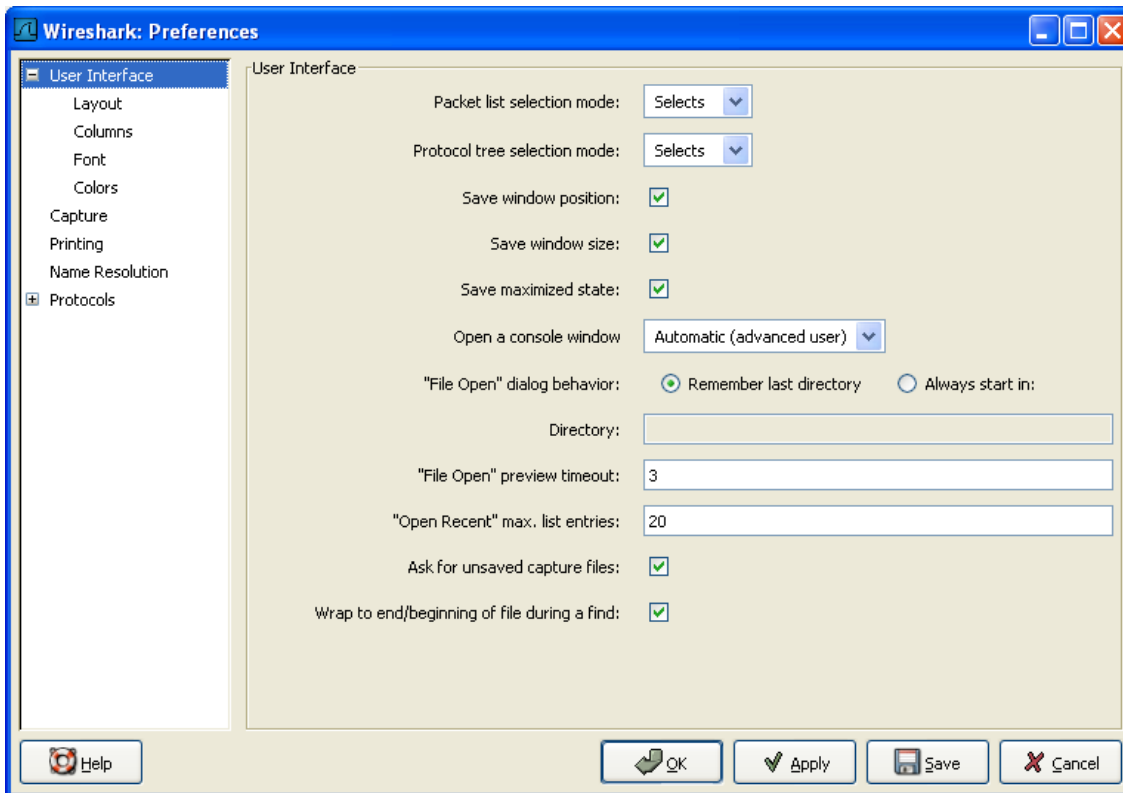 Wireshark: Preferences
User Interface
Layout
Columns
Font
Colors
Capture
Printing
Name Resolution
Protocols
User Interface
Packet list selection mode: Selects
Protocol tree selection mode: Selects
Save window position:
Save window size:
Save maximized state:
Open a console window Automatic (advanced user)
"File Open" dialog behavior: Remember last directory Always start in:
Directory:
"File Open" preview timeout: 3
"Open Recent" max. list entries: 20
Ask for unsaved capture files:
Wrap to end/beginning of file during a find:
Help OK Apply Save Cancel